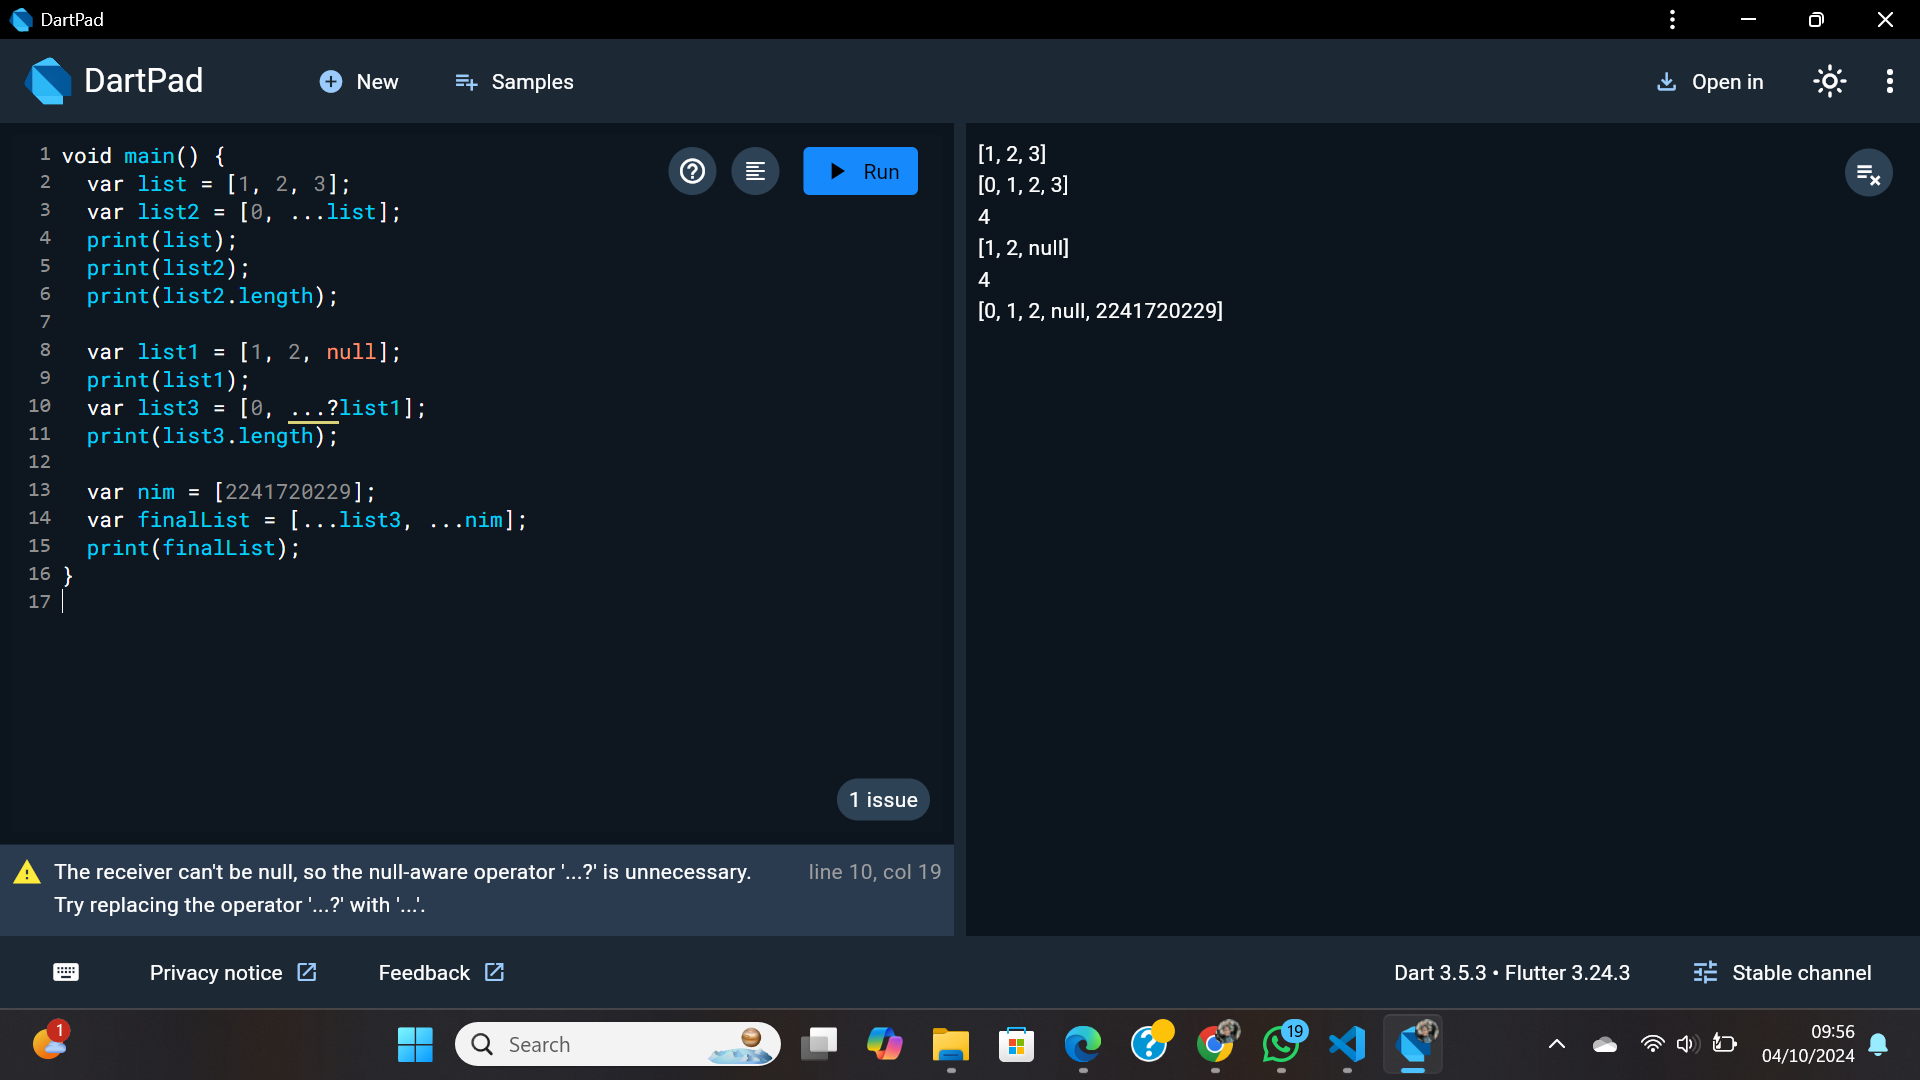 DartPad
DartPad
New
Samples
Open in
1 void main() {
2   var list = [1, 2, 3];
3   var list2 = [0, ...list];
4   print(list);
5   print(list2);
6   print(list2.length);
7
8   var list1 = [1, 2, null];
9   print(list1);
10   var list3 = [0, ...?list1];
11   print(list3.length);
12
13   var nim = [2241720229];
14   var finalList = [...list3, ...nim];
15   print(finalList);
16 }
17
Run
1 issue
The receiver can't be null, so the null-aware operator '...?' is unnecessary. line 10, col 19
Try replacing the operator '...?' with '...'.
[1, 2, 3]
[0, 1, 2, 3]
4
[1, 2, null]
4
[0, 1, 2, null, 2241720229]
Privacy notice
Feedback
Dart 3.5.3 • Flutter 3.24.3
Stable channel
1
Search
19
09:56
04/10/2024